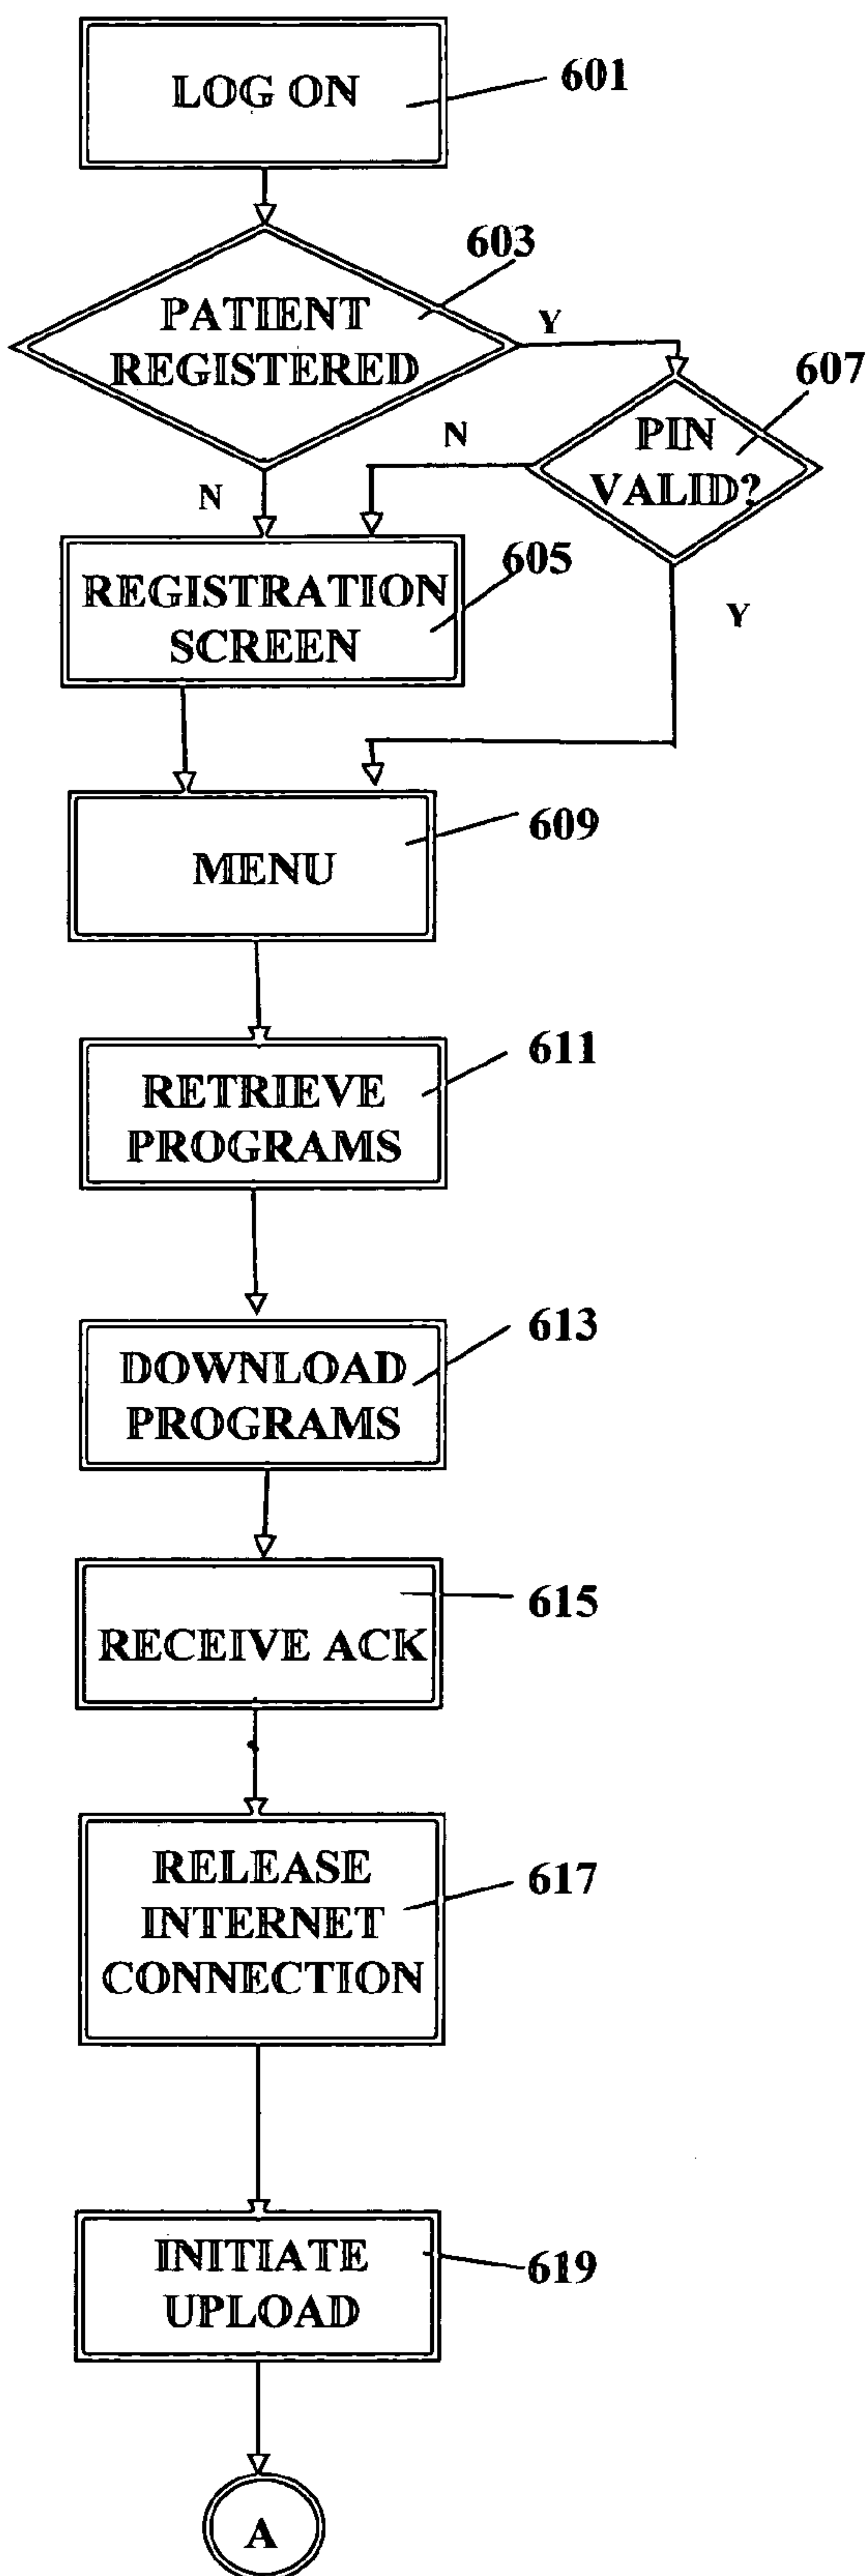 LOG ON
601
603
PATIENT
REGISTERED
Y
607
PIN
VALID?
N
N
605
REGISTRATION
SCREEN
Y
609
MENU
611
RETRIEVE
PROGRAMS
613
DOWNLOAD
PROGRAMS
615
RECEIVE ACK
617
RELEASE
INTERNET
CONNECTION
619
INITIATE
UPLOAD
A